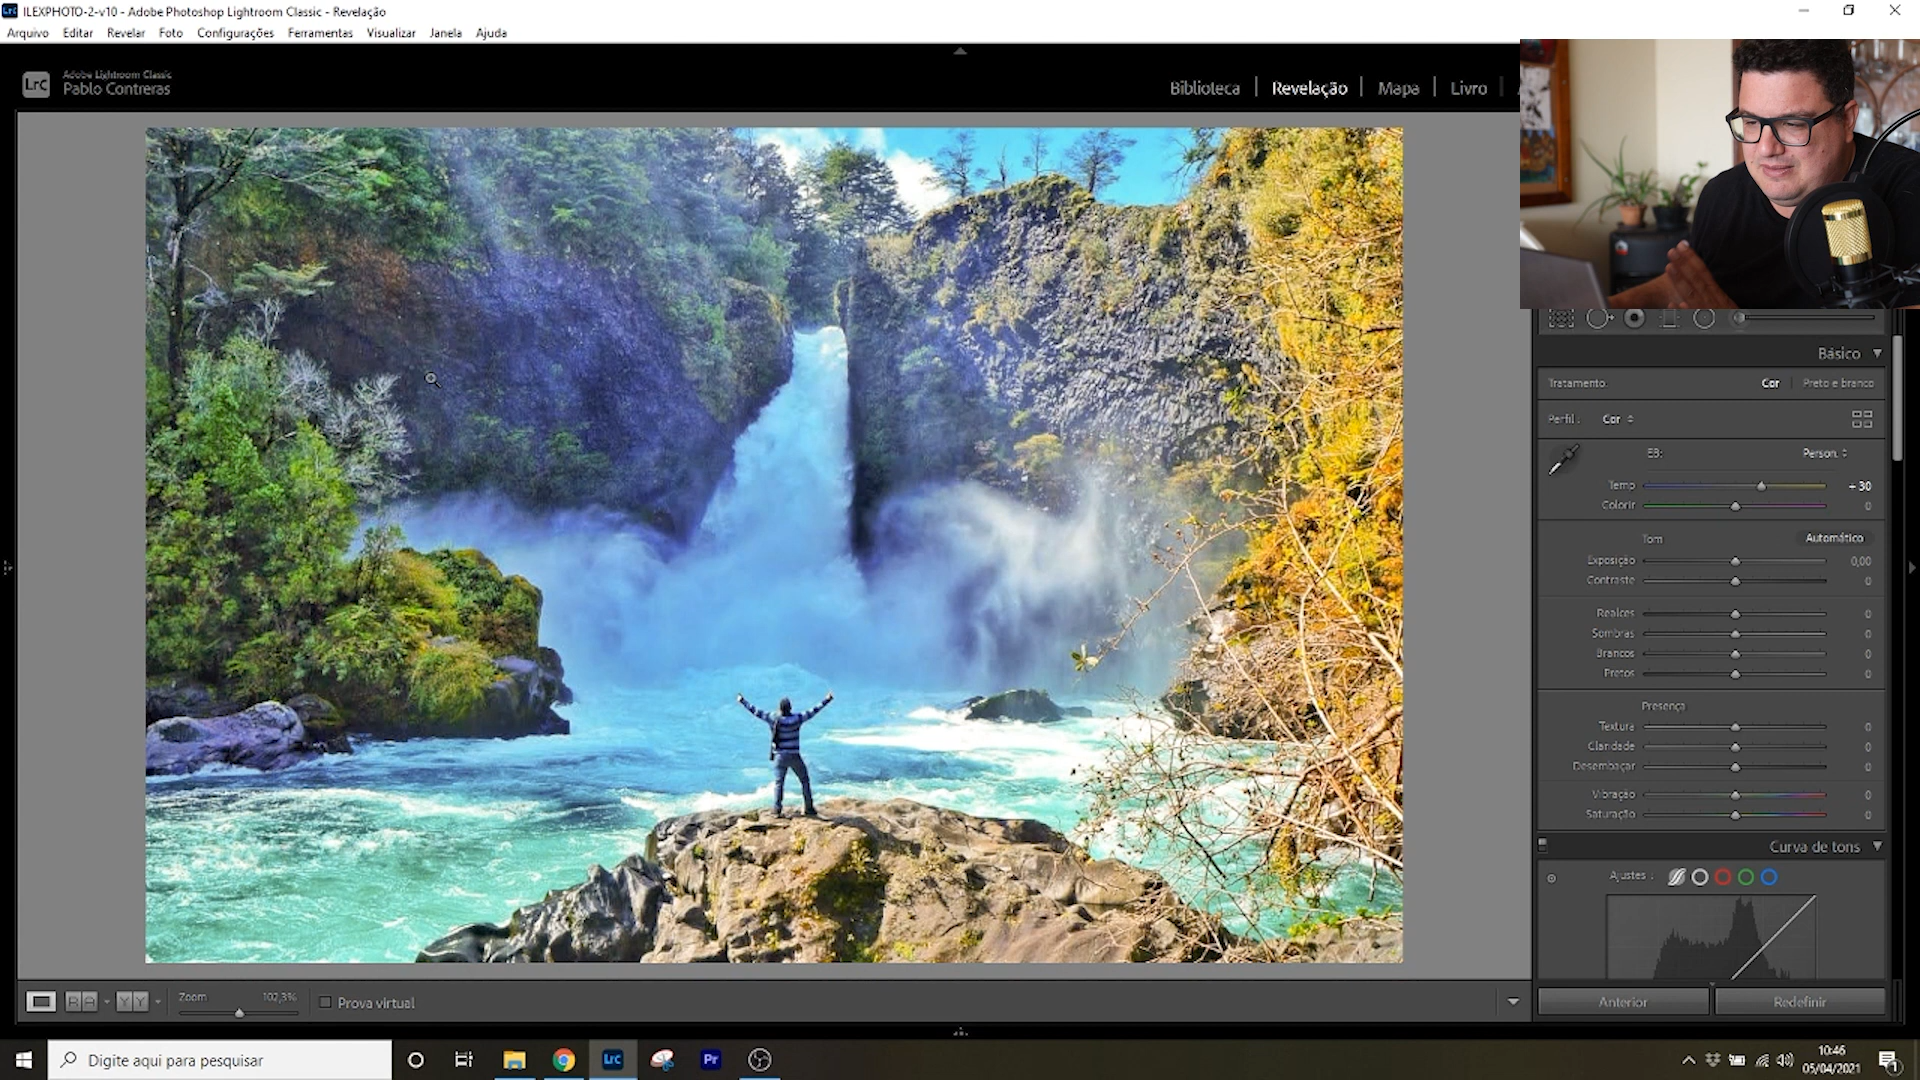 ILEXPHOTO-2-v10 - Adobe Photoshop Lightroom Classic - Revelação
Arquivo Editar Revelar Foto Configurações Ferramentas Visualizar Janela Ajuda
LrC
Adobe Lightroom Classic
Pablo Contreras
Biblioteca | Revelação | Mapa | Livro |
Básico
Tratamento: Cor Preto e branco
Perfil: Cor
EB: Person.
Temp + 30
Colorir 0
Tom Automático
Exposição 0,00
Contraste 0
Realces 0
Sombras 0
Brancos 0
Pretos 0
Presença
Textura 0
Claridade 0
Desembaçar 0
Vibração 0
Saturação 0
Curva de tons
Ajustes :
R A Y Y Zoom 102,3% Prova virtual
Anterior Redefinir
Digite aqui para pesquisar
LrC
Pr
10:46
05/04/2021
1